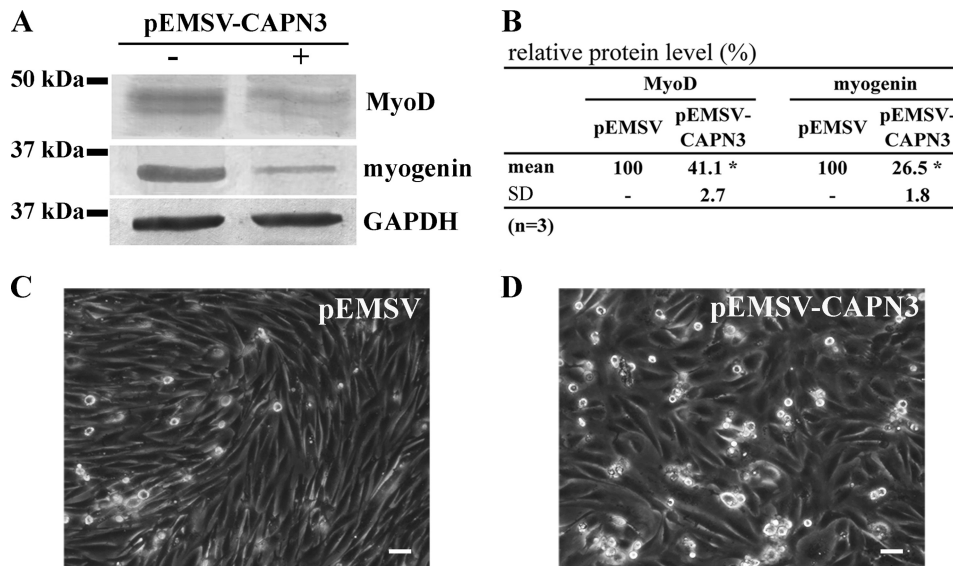 A
pEMSV-CAPN3
- +
50 kDa
MyoD
37 kDa
myogenin
37 kDa
GAPDH
B
relative protein level (%)
MyoD myogenin
pEMSV pEMSV-CAPN3 pEMSV pEMSV-CAPN3
mean 100 41.1 * 100 26.5 *
SD - 2.7 - 1.8
(n=3)
C
pEMSV
D
pEMSV-CAPN3